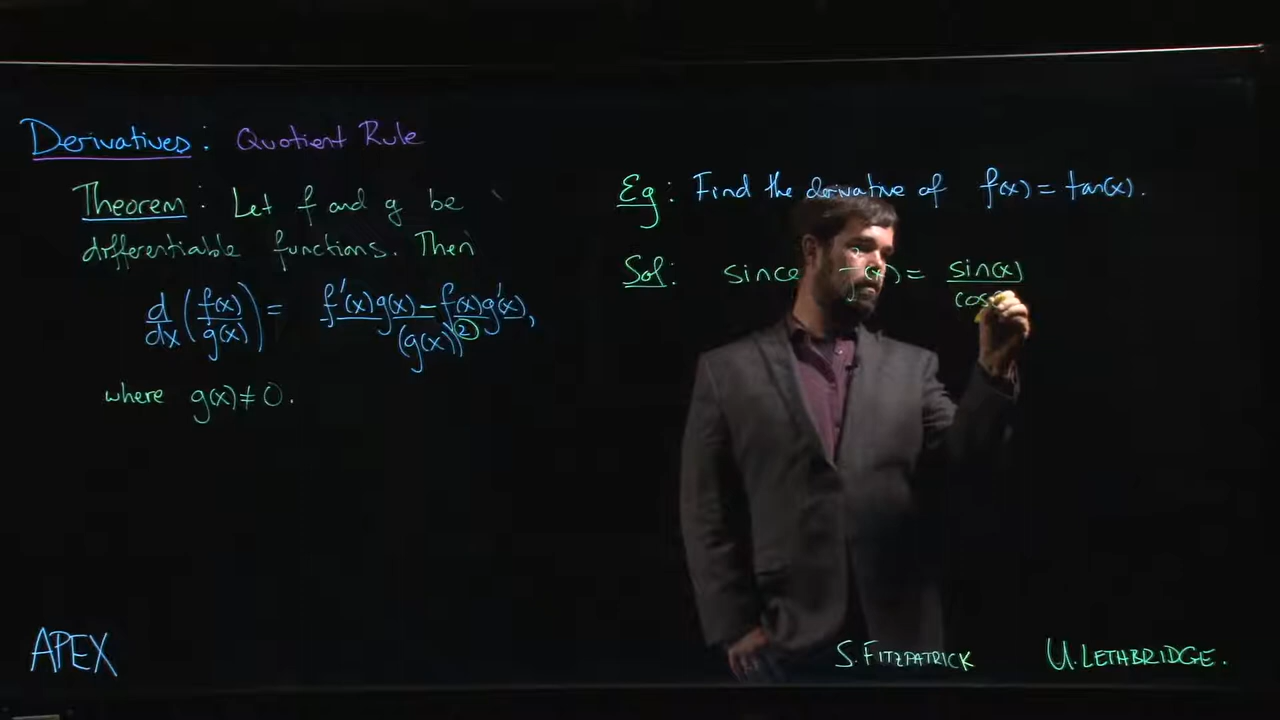 Derivatives: Quotient Rule
Theorem: Let f and g be
differentiable functions. Then
d/dx (f(x)/g(x)) = (f'(x)g(x) - f(x)g'(x))/(g(x))²,
where g(x) ≠ 0.
Eg: Find the derivative of f(x) = tan(x).
Sol: since f(x) = sin(x)/cos
APEX
S. FITZPATRICK
U. LETHBRIDGE.